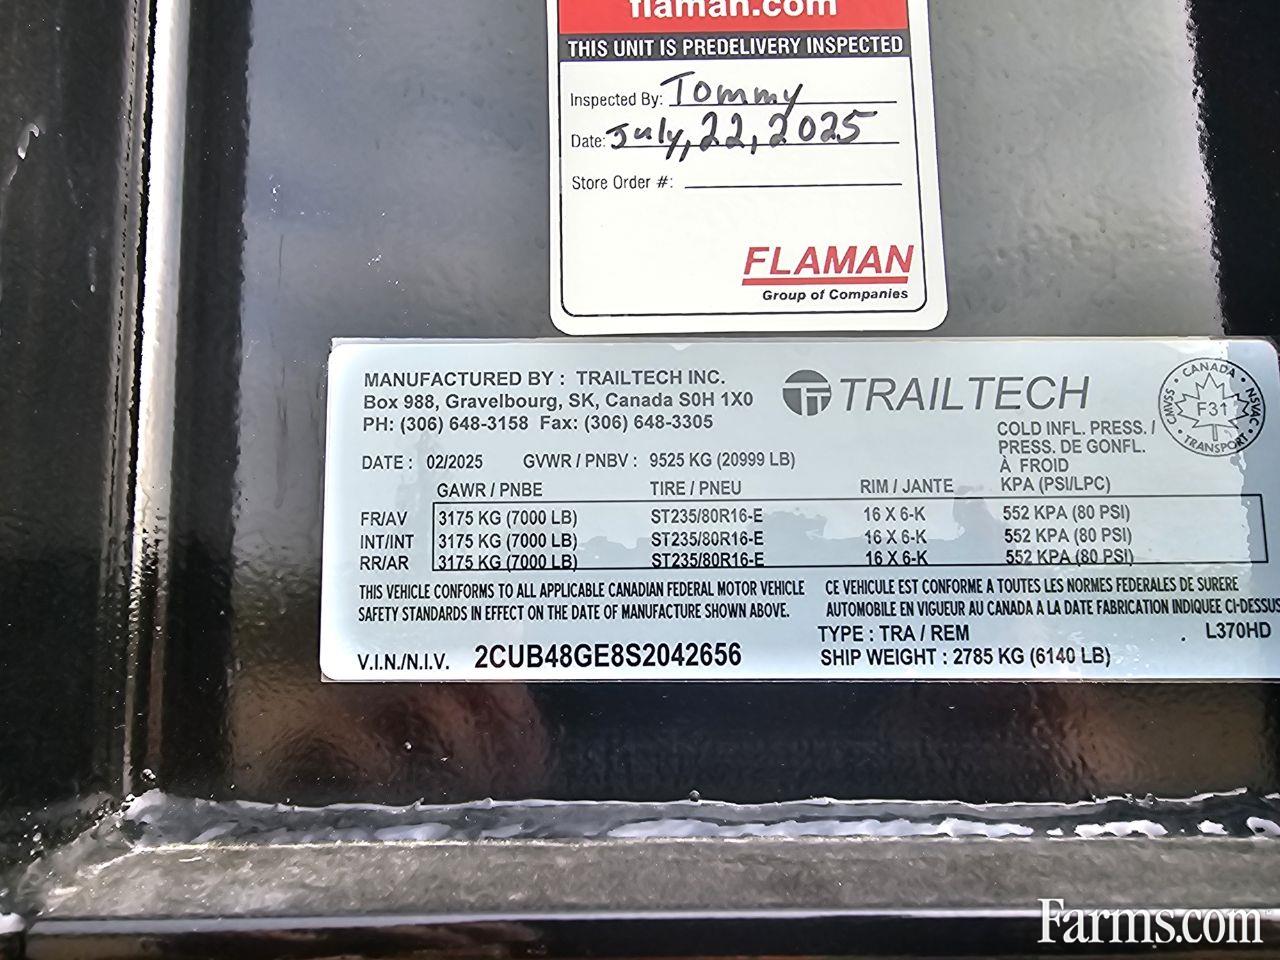 flaman.com
THIS UNIT IS PREDELIVERY INSPECTED
Inspected By: Tommy
Date: July, 22, 2025
Store Order #:
FLAMAN
Group of Companies
MANUFACTURED BY : TRAILTECH INC.
Box 988, Gravelbourg, SK, Canada S0H 1X0
PH: (306) 648-3158 Fax: (306) 648-3305
TRAILTECH
CANADA
CMVSS
F31
NSVAC
TRANSPORT
COLD INFL. PRESS. /
PRESS. DE GONFL.
À FROID
DATE : 02/2025 GVWR / PNBV : 9525 KG (20999 LB)
GAWR / PNBE TIRE / PNEU RIM / JANTE KPA (PSI/LPC)
FR/AV 3175 KG (7000 LB) ST235/80R16-E 16 X 6-K 552 KPA (80 PSI)
INT/INT 3175 KG (7000 LB) ST235/80R16-E 16 X 6-K 552 KPA (80 PSI)
RR/AR 3175 KG (7000 LB) ST235/80R16-E 16 X 6-K 552 KPA (80 PSI)
THIS VEHICLE CONFORMS TO ALL APPLICABLE CANADIAN FEDERAL MOTOR VEHICLE
SAFETY STANDARDS IN EFFECT ON THE DATE OF MANUFACTURE SHOWN ABOVE.
CE VEHICULE EST CONFORME A TOUTES LES NORMES FEDERALES DE SURERE
AUTOMOBILE EN VIGUEUR AU CANADA A LA DATE FABRICATION INDIQUEE CI-DESSUS
TYPE : TRA / REM L370HD
V.I.N./N.I.V. 2CUB48GE8S2042656
SHIP WEIGHT : 2785 KG (6140 LB)
Farms.com